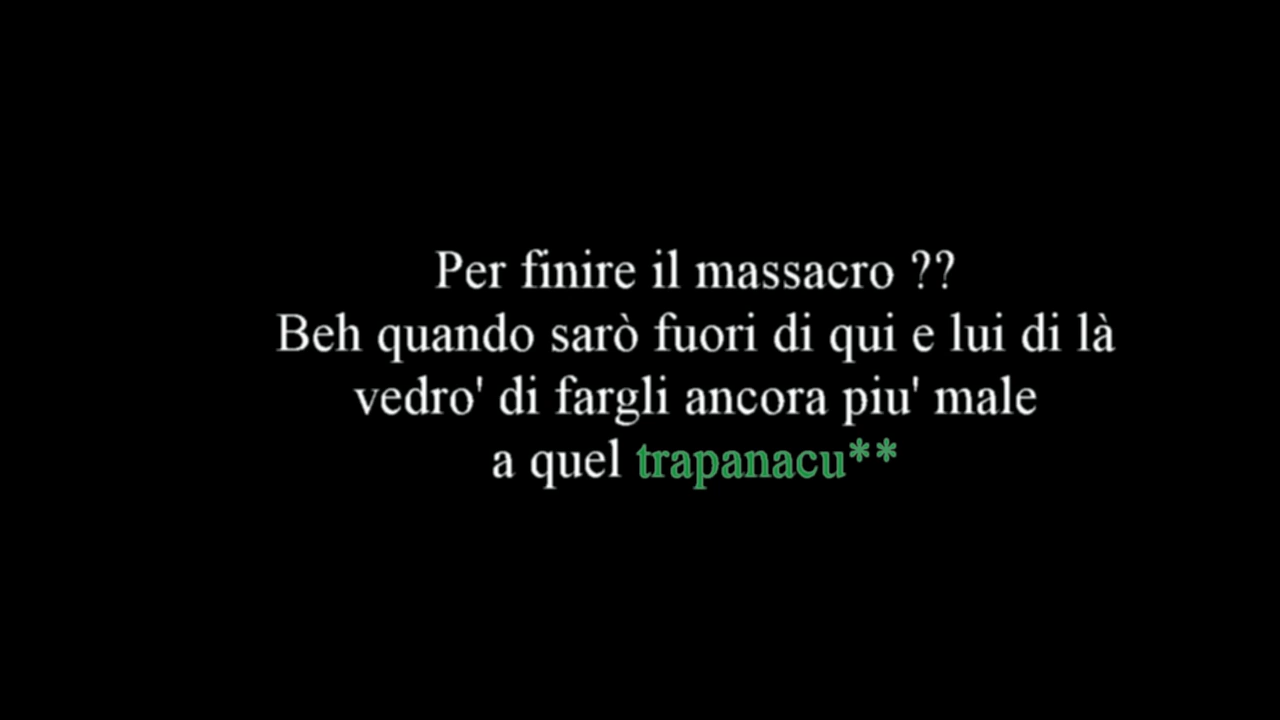 Per finire il massacro ??
Beh quando sarò fuori di qui e lui di là
vedro' di fargli ancora piu' male
a quel trapanacu**